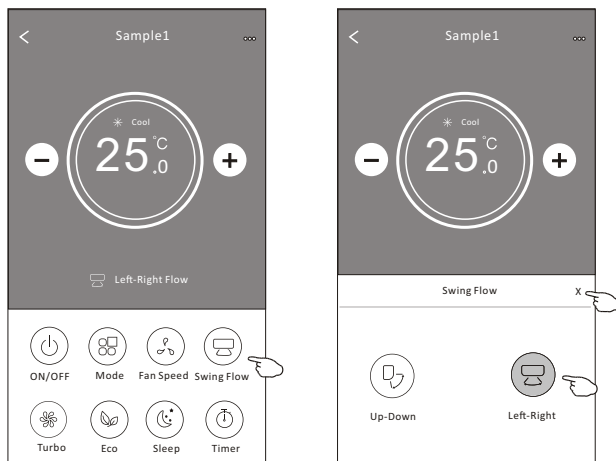 Sample1
Cool
25.0°C
Left-Right Flow
ON/OFF Mode Fan Speed Swing Flow
Turbo Eco Sleep Timer
Sample1
Cool
25.0°C
Swing Flow X
Up-Down Left-Right